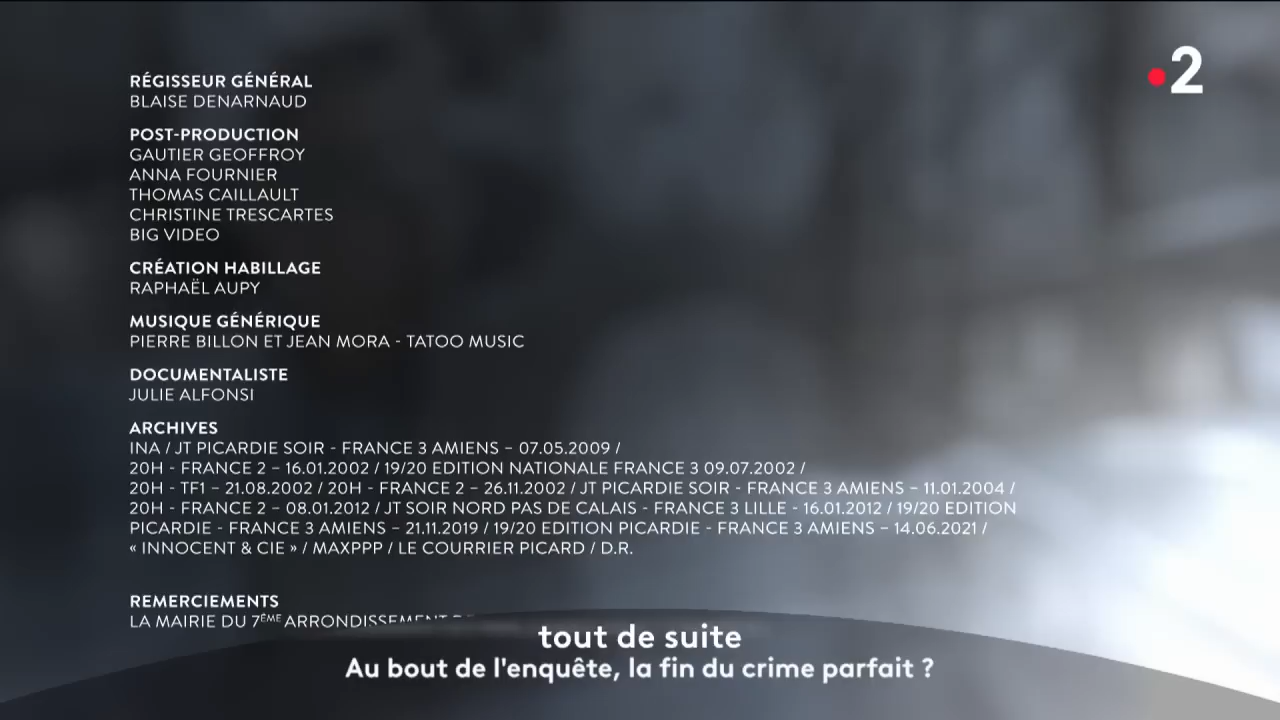 RÉGISSEUR GÉNÉRAL
BLAISE DENARNAUD
POST-PRODUCTION
GAUTIER GEOFFROY
ANNA FOURNIER
THOMAS CAILLAULT
CHRISTINE TRESCARTES
BIG VIDEO
CRÉATION HABILLAGE
RAPHAËL AUPY
MUSIQUE GÉNÉRIQUE
PIERRE BILLON ET JEAN MORA - TATOO MUSIC
DOCUMENTALISTE
JULIE ALFONSI
ARCHIVES
INA / JT PICARDIE SOIR - FRANCE 3 AMIENS – 07.05.2009 /
20H - FRANCE 2 – 16.01.2002 / 19/20 EDITION NATIONALE FRANCE 3 09.07.2002 /
20H - TF1 – 21.08.2002 / 20H - FRANCE 2 – 26.11.2002 / JT PICARDIE SOIR - FRANCE 3 AMIENS – 11.01.2004 /
20H - FRANCE 2 – 08.01.2012 / JT SOIR NORD PAS DE CALAIS - FRANCE 3 LILLE - 16.01.2012 / 19/20 EDITION
PICARDIE - FRANCE 3 AMIENS – 21.11.2019 / 19/20 EDITION PICARDIE - FRANCE 3 AMIENS – 14.06.2021 /
« INNOCENT & CIE » / MAXPPP / LE COURRIER PICARD / D.R.
REMERCIEMENTS
LA MAIRIE DU 7ÈME ARRONDISSEMENT
tout de suite
Au bout de l'enquête, la fin du crime parfait ?
2